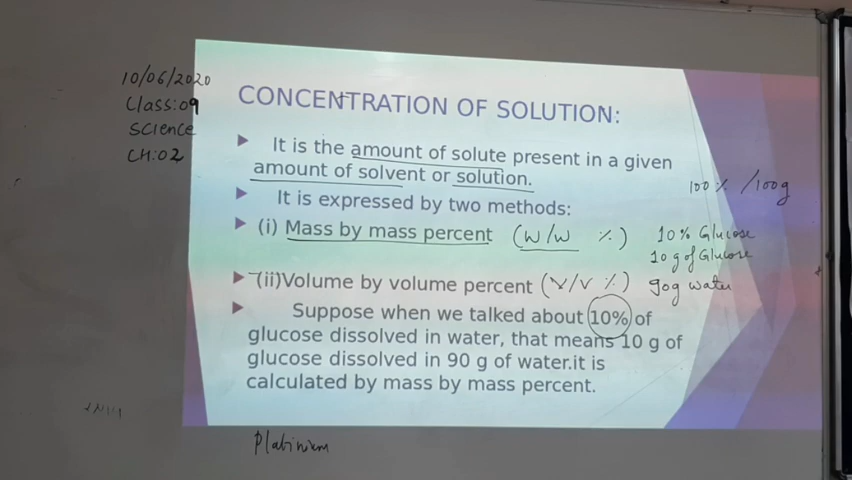 10/06/2020
Class:09
Science
CH:02
CONCENTRATION OF SOLUTION:
It is the amount of solute present in a given
amount of solvent or solution.
100 % /100g
It is expressed by two methods:
(i) Mass by mass percent (W/W %)
10% Glucose
10 g of Glucose
(ii)Volume by volume percent (V/V %)
90g water
Suppose when we talked about 10% of
glucose dissolved in water, that means 10 g of
glucose dissolved in 90 g of water.it is
calculated by mass by mass percent.
Platinium